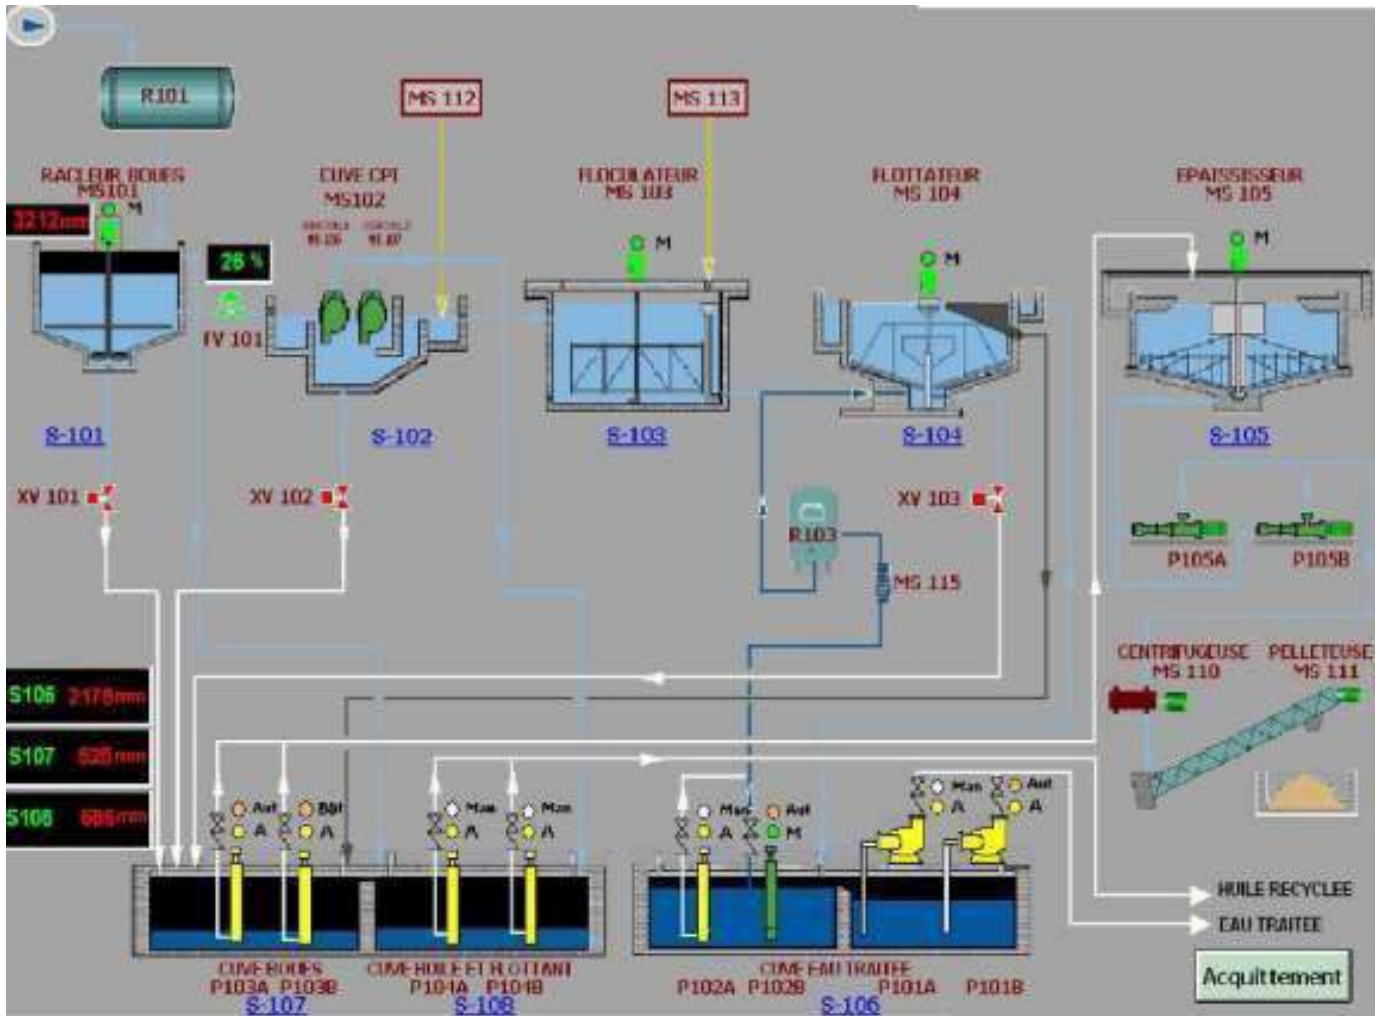 R101
MS 112
MS 113
RACLEUR BOUES
MS101
CUVE CPI
MS102
FLOCULATEUR
MS 103
FLOTTATEUR
MS 104
EPAISSISSEUR
MS 105
3212mm
M
M
M
M
26 %
S-101
S-102
S-103
S-104
S-105
XV 101
XV 102
XV 103
R103
MS 115
P105A
P105B
CENTRIFUGEUSE
MS 110
PELLETEUSE
MS 111
S106 2178mm
S107
S108
Aut
A
A
Man
A
Man
A
Man
A
Aut
M
Man
A
Aut
A
HUILE RECYCLEE
EAU TRAITEE
CUVE BOUES
P103A P103B
S-107
CUVE HUILE ET FLOTTANT
P104A P104B
S-108
CUVE EAU TRAITEE
P102A P102B
P101A P101B
S-106
Acquittement